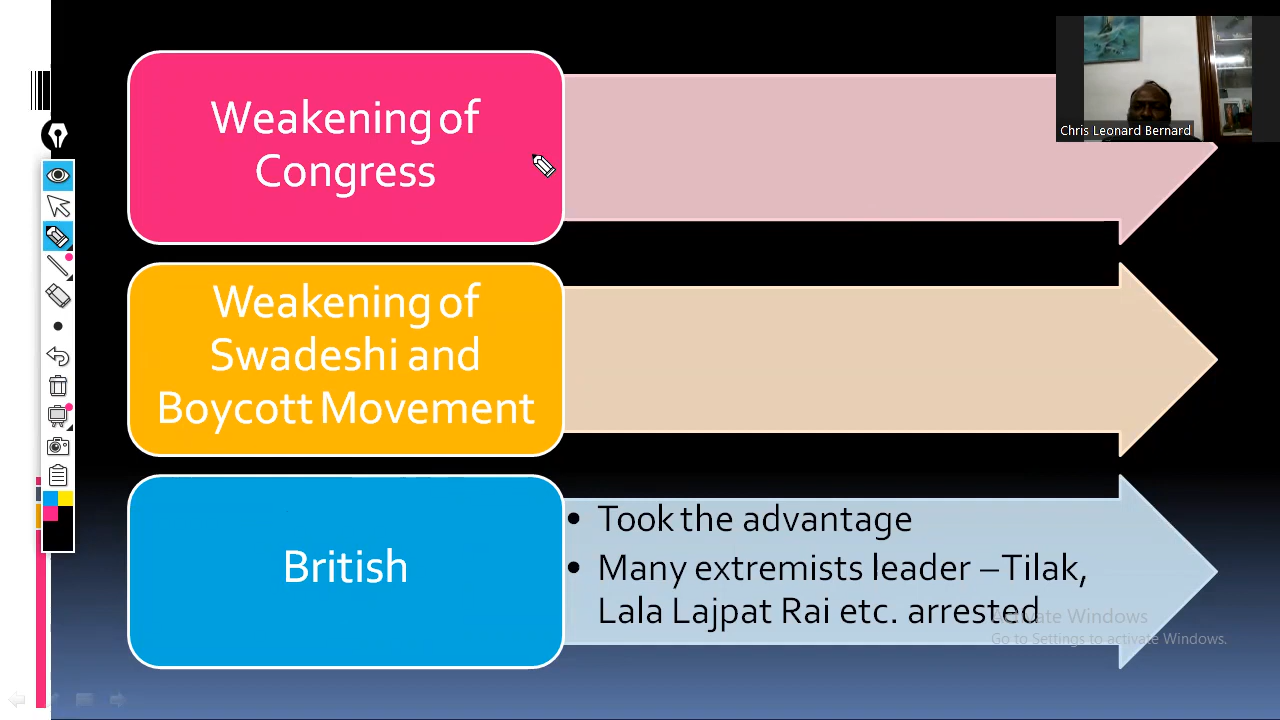 Weakening of
Congress
Chris Leonard Bernard
Weakening of
Swadeshi and
Boycott Movement
British
• Took the advantage
• Many extremists leader –Tilak,
Lala Lajpat Rai etc. arrested
Activate Windows
Go to Settings to activate Windows.